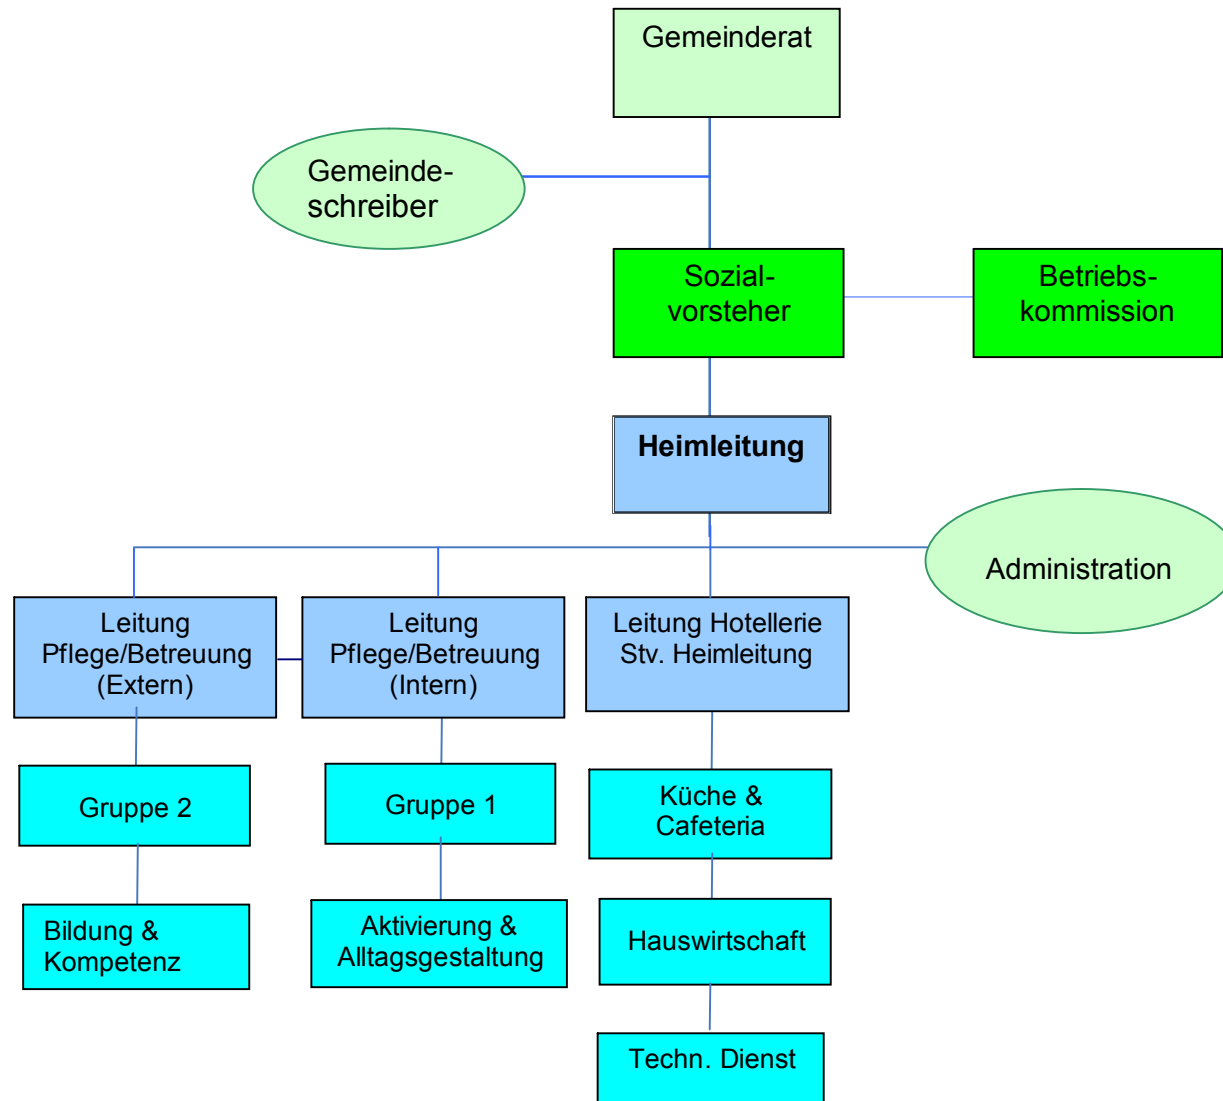 Gemeinderat
Gemeinde-
schreiber
Sozial-
vorsteher
Betriebs-
kommission
Heimleitung
Administration
Leitung
Pflege/Betreuung
(Extern)
Leitung
Pflege/Betreuung
(Intern)
Leitung Hotellerie
Stv. Heimleitung
Gruppe 2
Gruppe 1
Küche &
Cafeteria
Bildung &
Kompetenz
Aktivierung &
Alltagsgestaltung
Hauswirtschaft
Techn. Dienst